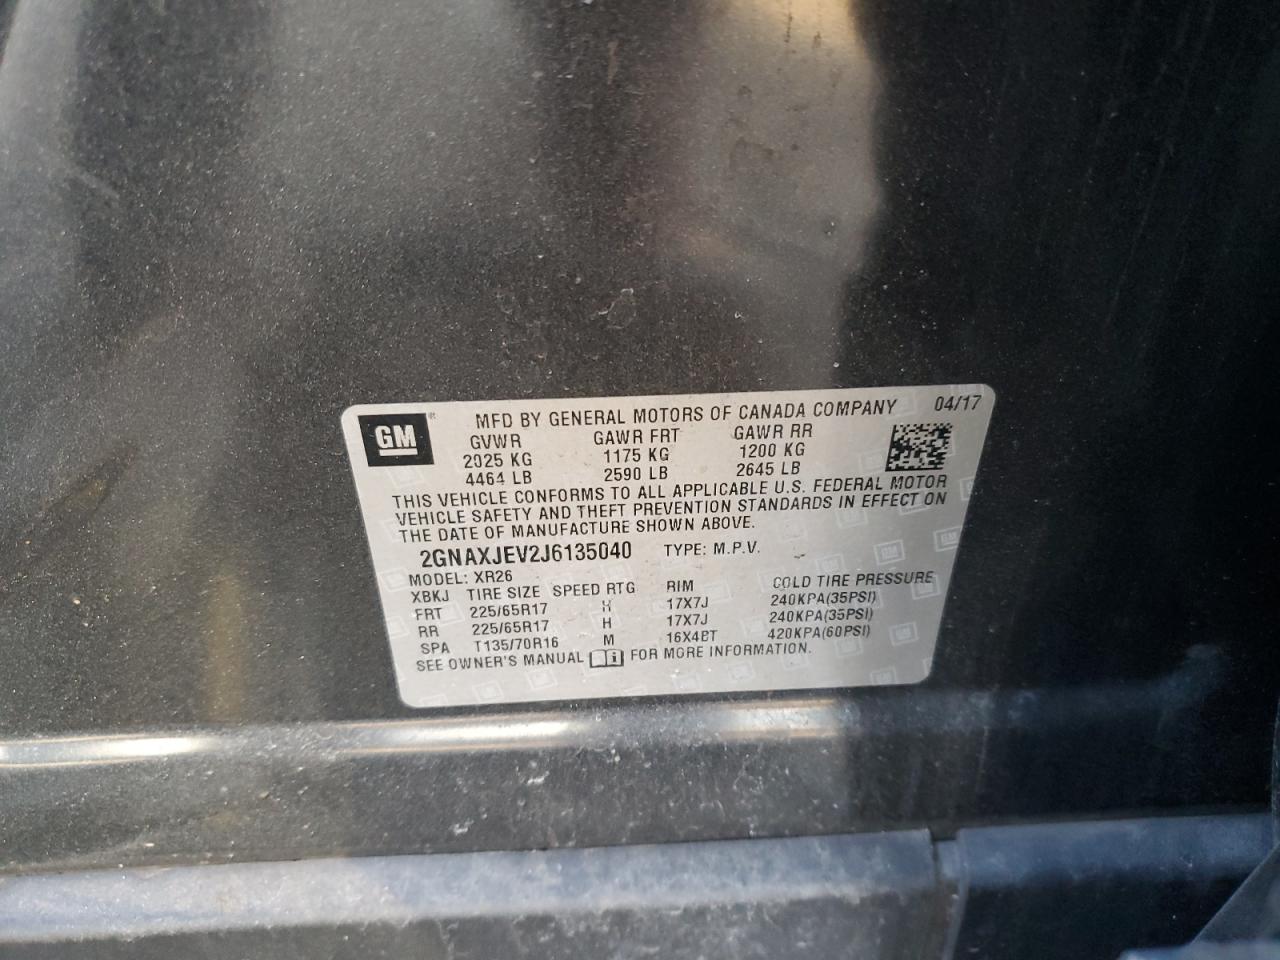 GM
®
MFD BY GENERAL MOTORS OF CANADA COMPANY 04/17
GVWR GAWR FRT GAWR RR
2025 KG 1175 KG 1200 KG
4464 LB 2590 LB 2645 LB
THIS VEHICLE CONFORMS TO ALL APPLICABLE U.S. FEDERAL MOTOR
VEHICLE SAFETY AND THEFT PREVENTION STANDARDS IN EFFECT ON
THE DATE OF MANUFACTURE SHOWN ABOVE.
2GNAXJEV2J6135040 TYPE: M.P.V.
MODEL: XR26
XBKJ TIRE SIZE SPEED RTG RIM COLD TIRE PRESSURE
FRT 225/65R17 H 17X7J 240KPA(35PSI)
RR 225/65R17 H 17X7J 240KPA(35PSI)
SPA T135/70R16 M 16X4BT 420KPA(60PSI)
SEE OWNER'S MANUAL i FOR MORE INFORMATION.